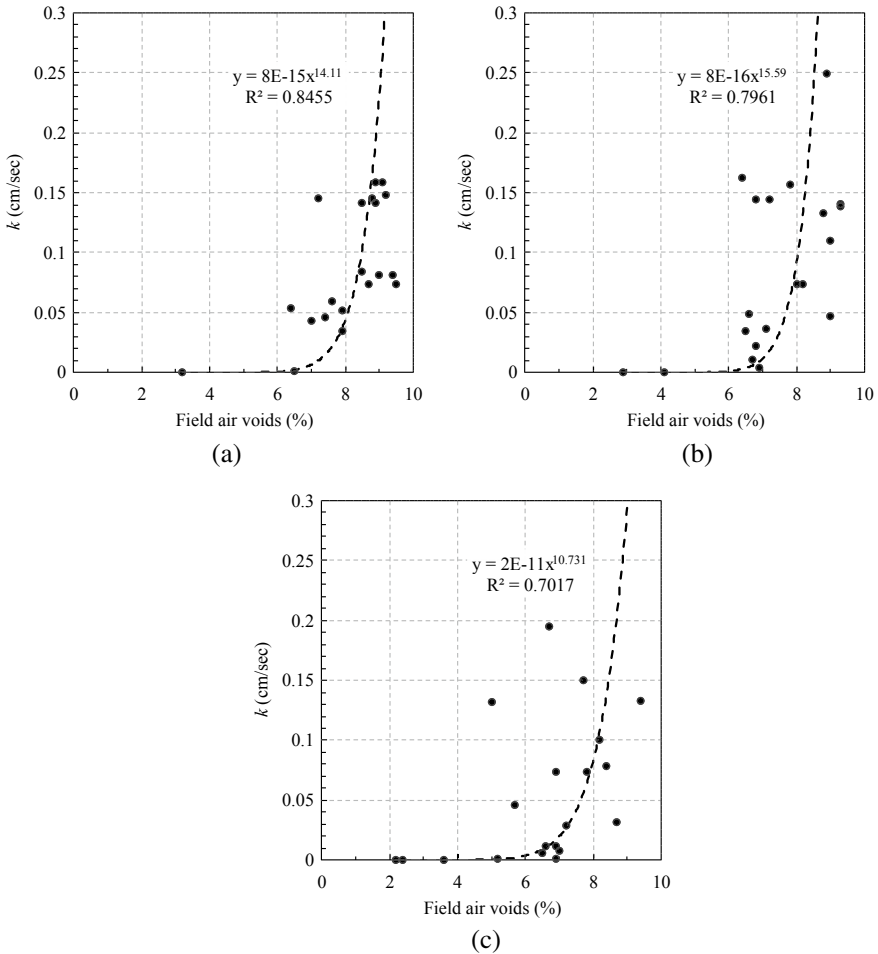 0.3
0.25
0.2
0.15
0.1
0.05
0
k (cm/sec)
y = 8E-15x^14.11
R² = 0.8455
0 2 4 6 8 10
Field air voids (%)
(a)
0.3
0.25
0.2
0.15
0.1
0.05
0
k (cm/sec)
y = 8E-16x^15.59
R² = 0.7961
0 2 4 6 8 10
Field air voids (%)
(b)
0.3
0.25
0.2
0.15
0.1
0.05
0
k (cm/sec)
y = 2E-11x^10.731
R² = 0.7017
0 2 4 6 8 10
Field air voids (%)
(c)